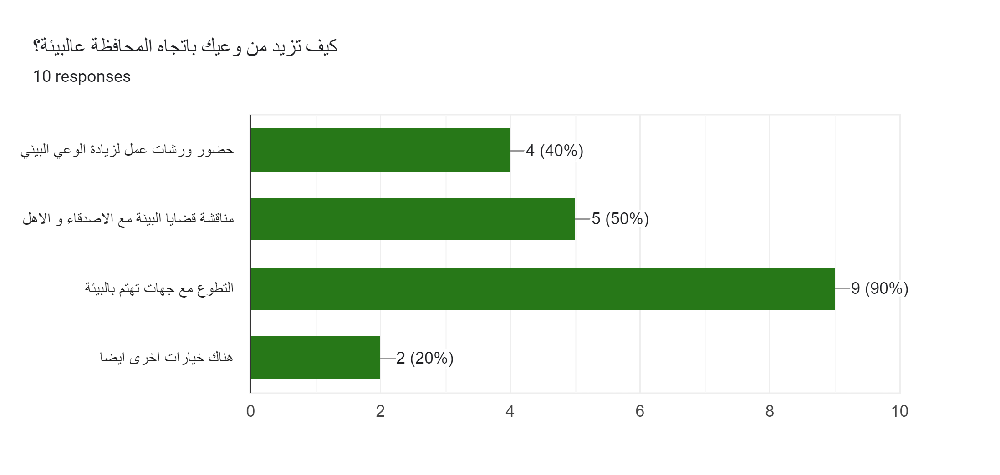 كيف تزيد من وعيك باتجاه المحافظة عالبيئة؟
10 responses
حضور ورشات عمل لزيادة الوعي البيئي
4 (40%)
مناقشة قضايا البيئة مع الاصدقاء و الاهل
5 (50%)
التطوع مع جهات تهتم بالبيئة
9 (90%)
هناك خيارات اخرى ايضا
2 (20%)
0 2 4 6 8 10